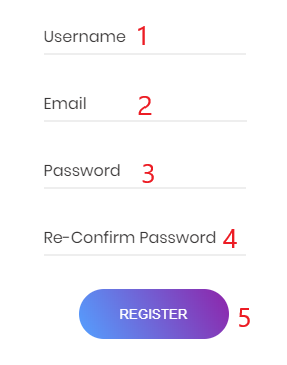 Username 1
Email 2
Password 3
Re-Confirm Password 4
REGISTER 5